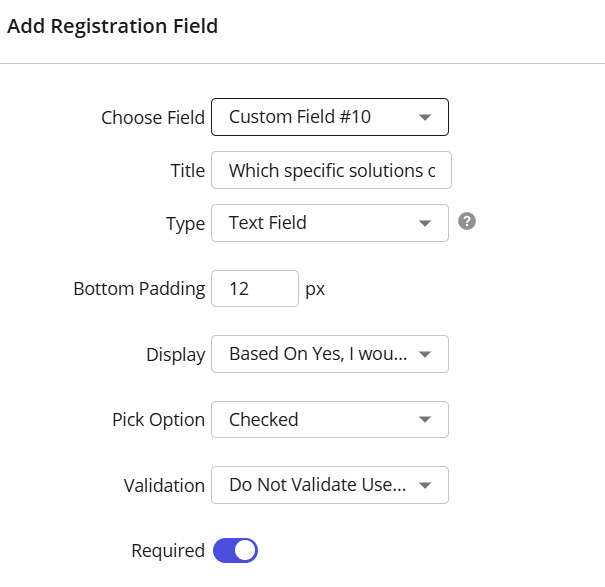 Add Registration Field
Choose Field Custom Field #10
Title Which specific solutions c
Type Text Field ?
Bottom Padding 12 px
Display Based On Yes, I wou...
Pick Option Checked
Validation Do Not Validate Use...
Required